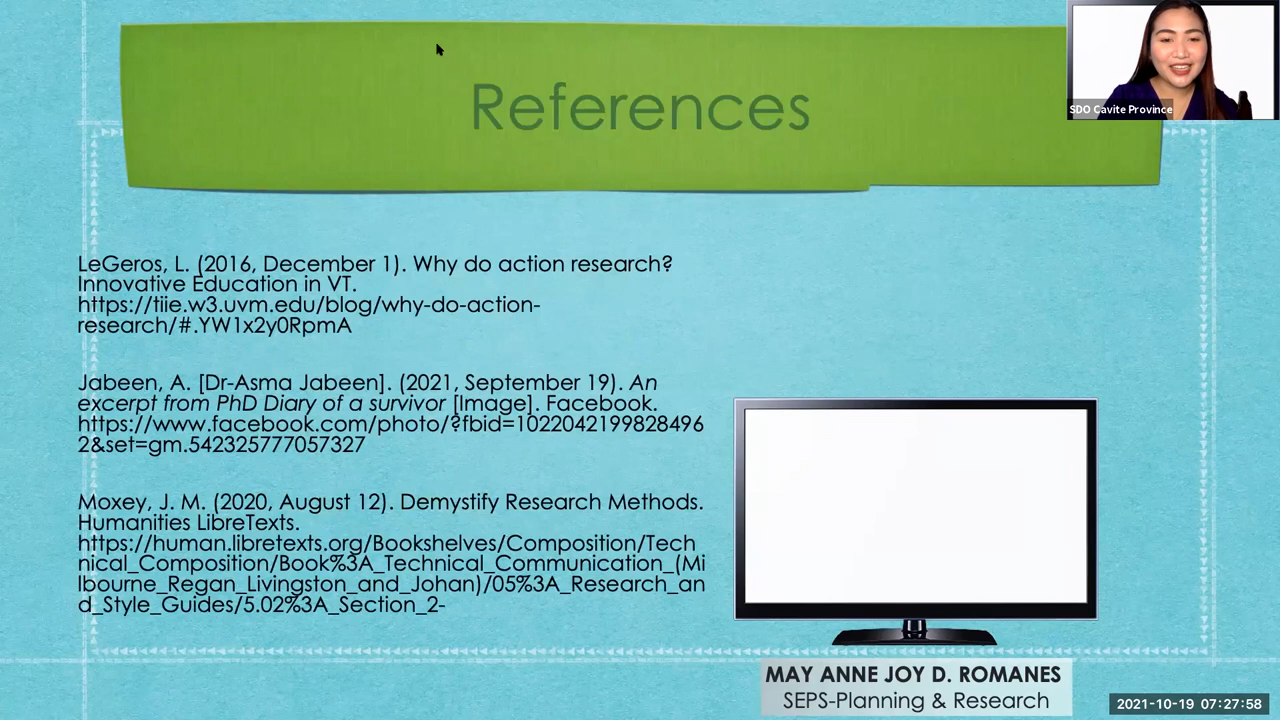 References
SDO Cavite Province
LeGeros, L. (2016, December 1). Why do action research?
Innovative Education in VT.
https://tiie.w3.uvm.edu/blog/why-do-action-
research/#.YW1x2y0RpmA
Jabeen, A. [Dr-Asma Jabeen]. (2021, September 19). An
excerpt from PhD Diary of a survivor [Image]. Facebook.
https://www.facebook.com/photo/?fbid=1022042199828496
2&set=gm.542325777057327
Moxey, J. M. (2020, August 12). Demystify Research Methods.
Humanities LibreTexts.
https://human.libretexts.org/Bookshelves/Composition/Tech
nical_Composition/Book%3A_Technical_Communication_(Mi
lbourne_Regan_Livingston_and_Johan)/05%3A_Research_an
d_Style_Guides/5.02%3A_Section_2-
MAY ANNE JOY D. ROMANES
SEPS-Planning & Research
2021-10-19 07:27:58